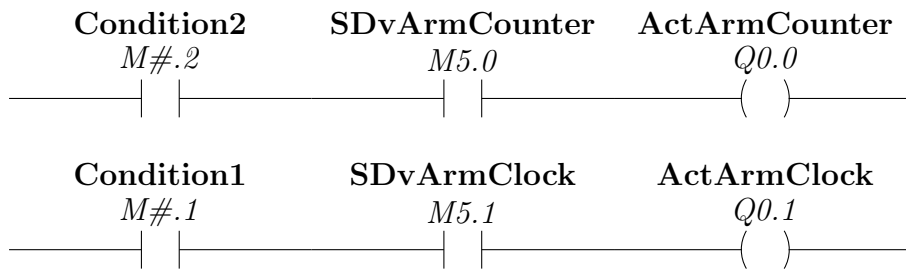 Condition2 SDvArmCounter ActArmCounter
M#.2 M5.0 Q0.0
Condition1 SDvArmClock ActArmClock
M#.1 M5.1 Q0.1